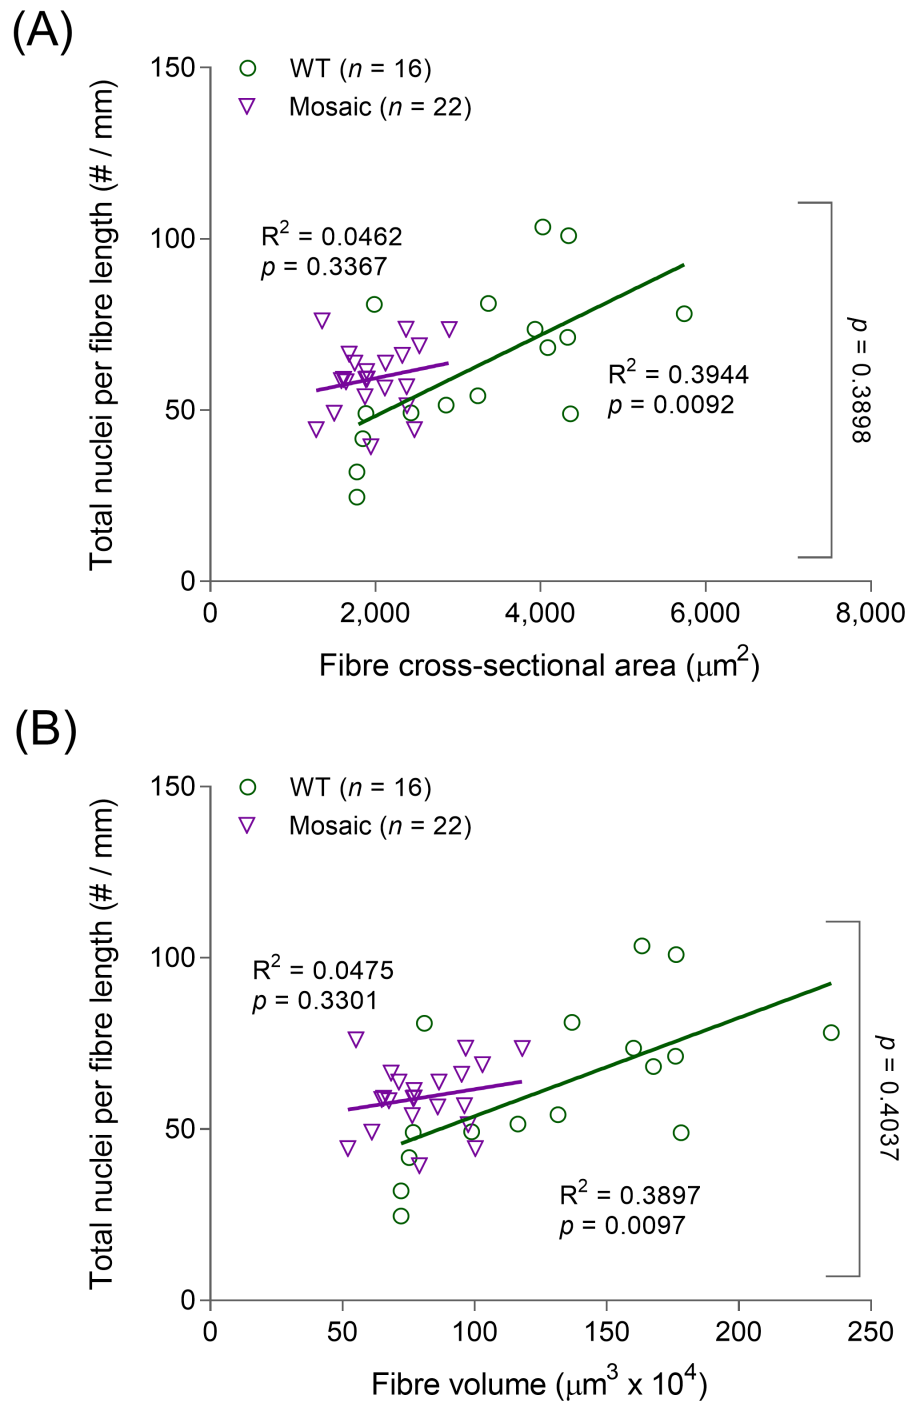 (A)
150
WT (n = 16)
Mosaic (n = 22)
Total nuclei per fibre length (# / mm)
100
R² = 0.0462
p = 0.3367
R² = 0.3944
p = 0.0092
p = 0.3898
50
0
0 2,000 4,000 6,000 8,000
Fibre cross-sectional area (μm²)
(B)
150
WT (n = 16)
Mosaic (n = 22)
Total nuclei per fibre length (# / mm)
100
R² = 0.0475
p = 0.3301
p = 0.4037
50
R² = 0.3897
p = 0.0097
0
0 50 100 150 200 250
Fibre volume (μm³ x 10⁴)